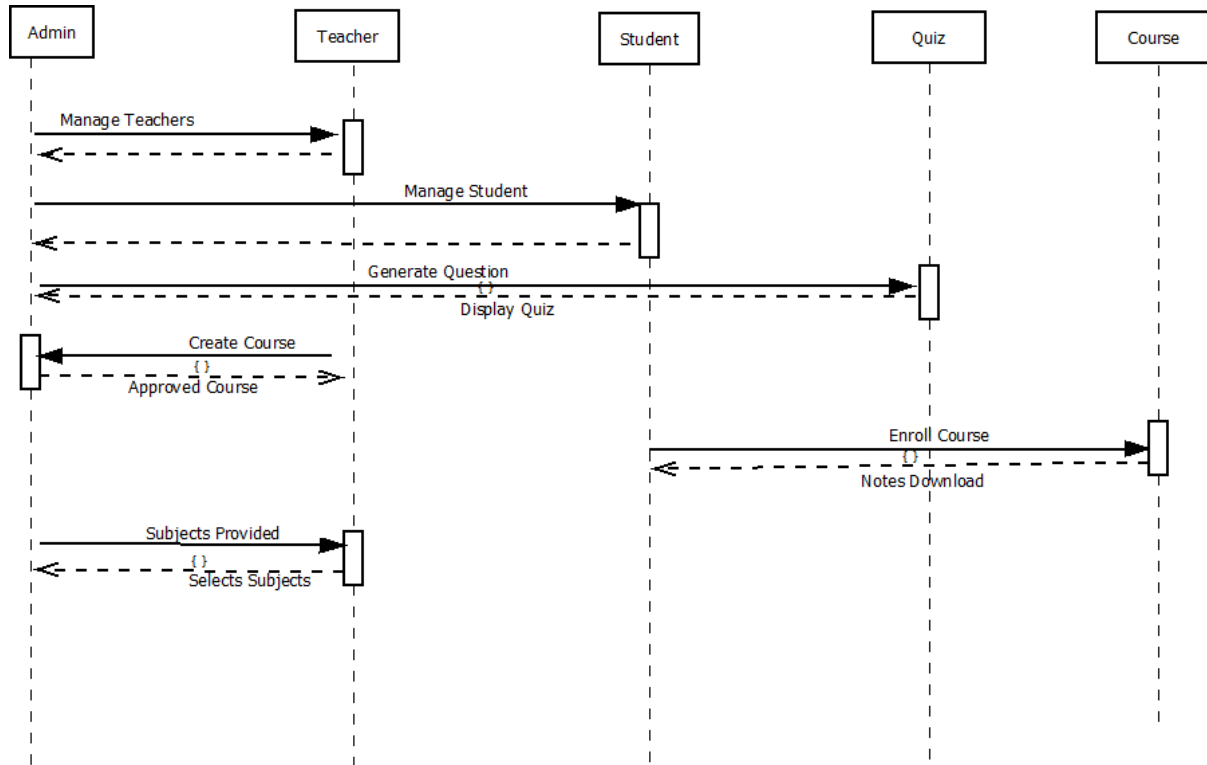 Admin
Teacher
Student
Quiz
Course
Manage Teachers
Manage Student
Generate Question
{ }
Display Quiz
Create Course
{ }
Approved Course
Enroll Course
{ }
Notes Download
Subjects Provided
{ }
Selects Subjects